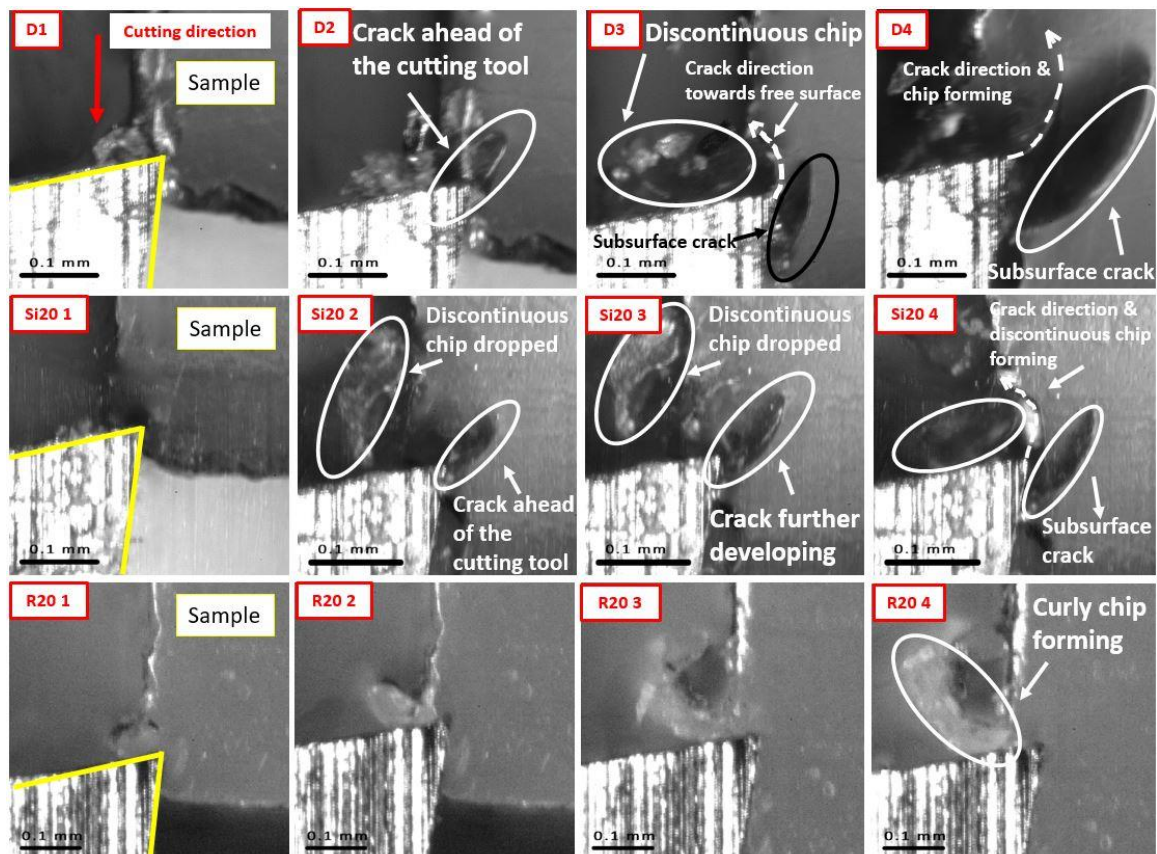 D1
Cutting direction
Sample
0.1 mm
D2
Crack ahead of
the cutting tool
0.1 mm
D3
Discontinuous chip
Crack direction
towards free surface
Subsurface crack
0.1 mm
D4
Crack direction &
chip forming
Subsurface crack
0.1 mm
Si20 1
Sample
0.1 mm
Si20 2
Discontinuous
chip dropped
Crack ahead
of the
cutting tool
0.1 mm
Si20 3
Discontinuous
chip dropped
Crack further
developing
0.1 mm
Si20 4
Crack direction &
discontinuous chip
forming
Subsurface
crack
0.1 mm
R20 1
Sample
0.1 mm
R20 2
0.1 mm
R20 3
0.1 mm
R20 4
Curly chip
forming
0.1 mm